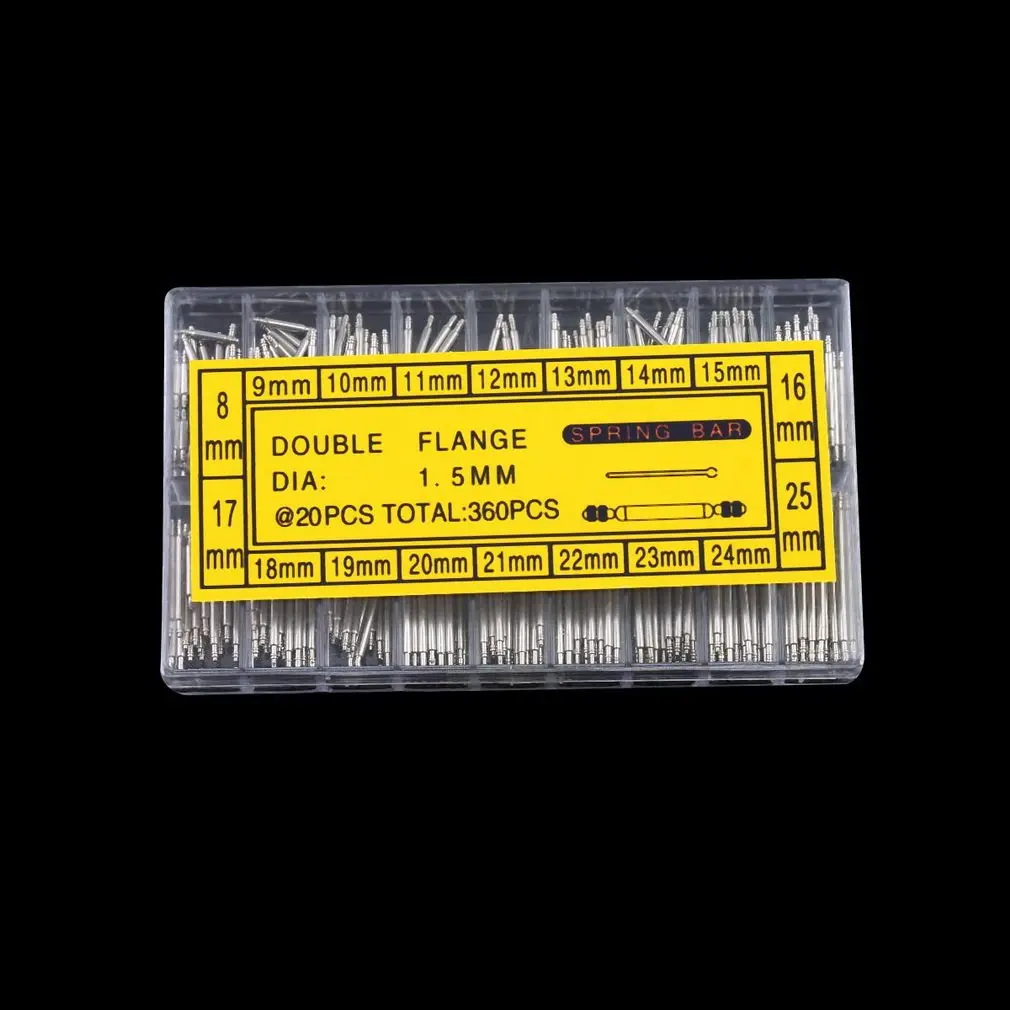 8 mm
9mm 10mm 11mm 12mm 13mm 14mm 15mm
16 mm
DOUBLE FLANGE SPRING BAR
DIA: 1.5MM
@20PCS TOTAL:360PCS
17 mm
18mm 19mm 20mm 21mm 22mm 23mm 24mm
25 mm